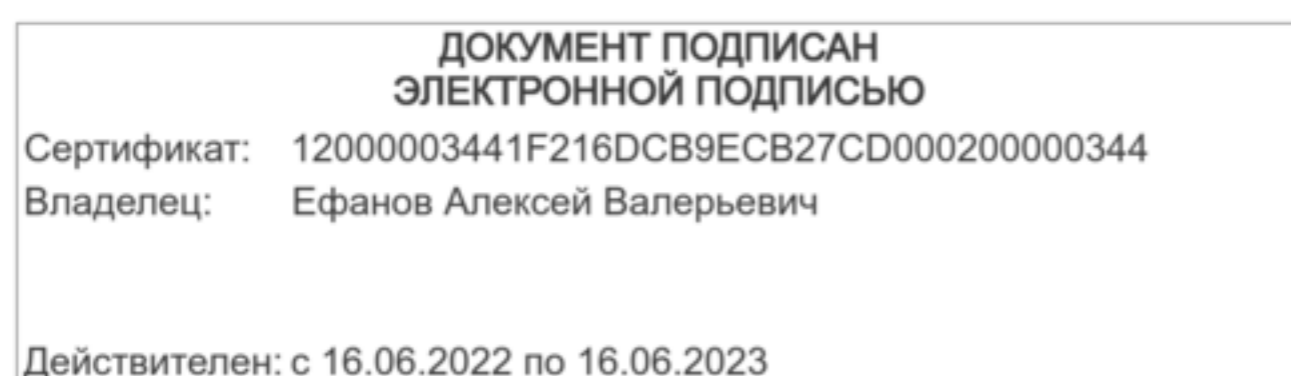 ДОКУМЕНТ ПОДПИСАН
ЭЛЕКТРОННОЙ ПОДПИСЬЮ
Сертификат: 12000003441F216DCB9ECB27CD000200000344
Владелец: Ефанов Алексей Валерьевич
Действителен: с 16.06.2022 по 16.06.2023